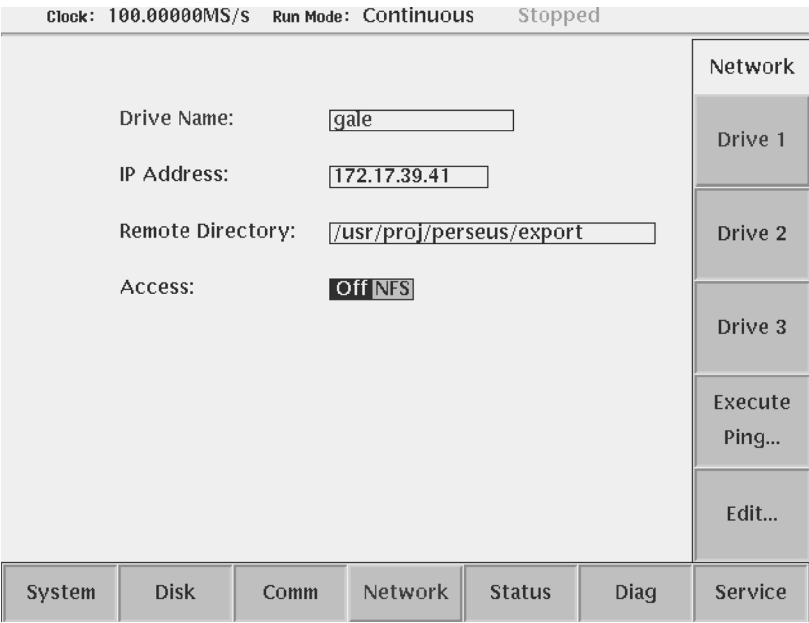 Clock: 100.00000MS/s Run Mode: Continuous Stopped
Network
Drive Name: gale
Drive 1
IP Address: 172.17.39.41
Remote Directory: /usr/proj/perseus/export
Drive 2
Access: Off NFS
Drive 3
Execute
Ping...
Edit...
System Disk Comm Network Status Diag Service